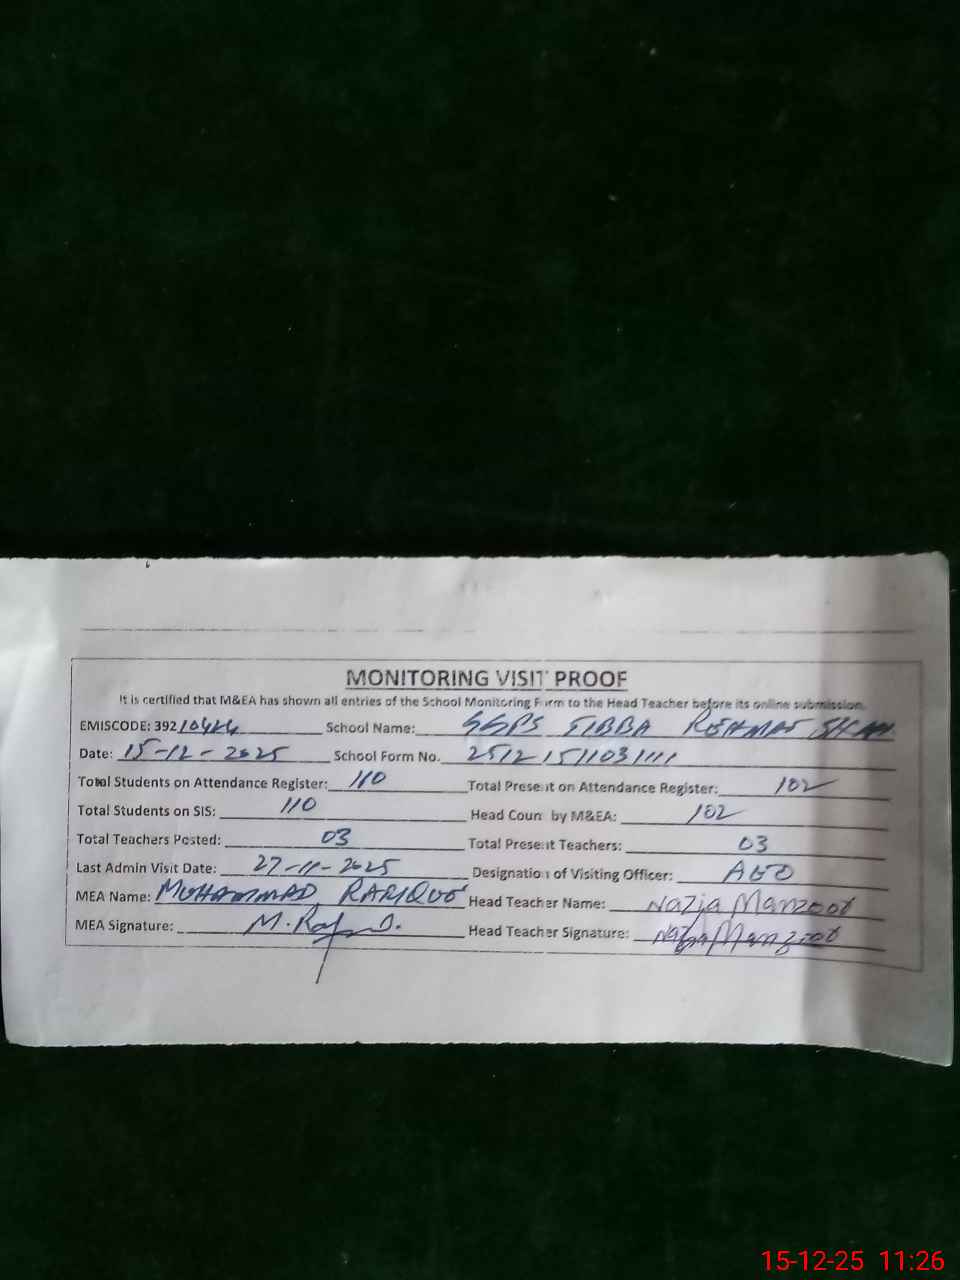 MONITORING VISIT PROOF
It is certified that M&EA has shown all entries of the School Monitoring Form to the Head Teacher before its online submission.
EMISCODE: 392 School Name: TIBBA
Date: 15-12-2025 School Form No. 2512151103111
Total Students on Attendance Register: 110 Total Present on Attendance Register: 102
Total Students on SIS: 110 Head Count by M&EA: 102
Total Teachers Posted: 03 Total Present Teachers: 03
Last Admin Visit Date: 27-11-2025 Designation of Visiting Officer: AEO
MEA Name: MUHAMMAD Head Teacher Name: Nazia Manzoor
MEA Signature: Head Teacher Signature: Nazia Manzoor
15-12-25 11:26